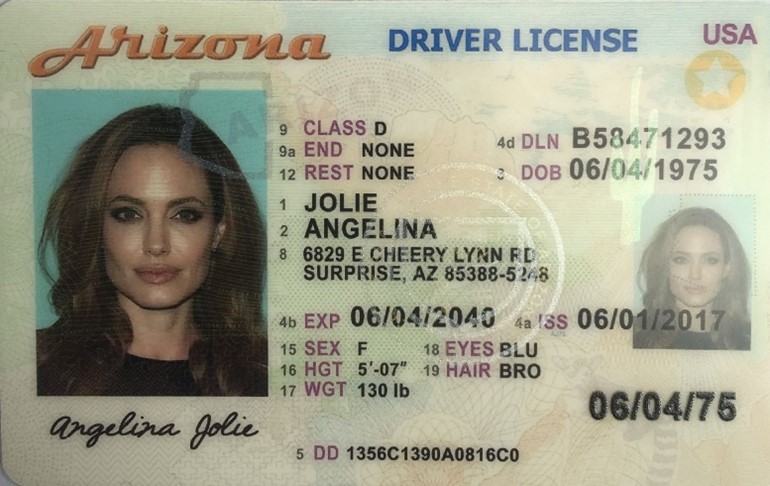 Arizona DRIVER LICENSE USA
9 CLASS D
9a END NONE
12 REST NONE
4d DLN B58471293
3 DOB 06/04/1975
1 JOLIE
2 ANGELINA
8 6829 E CHEERY LYNN RD
SURPRISE, AZ 85388-5248
4b EXP 06/04/2040 4a ISS 06/01/2017
15 SEX F 18 EYES BLU
16 HGT 5'-07" 19 HAIR BRO
17 WGT 130 lb
06/04/75
Angelina Jolie
5 DD 1356C1390A0816C0